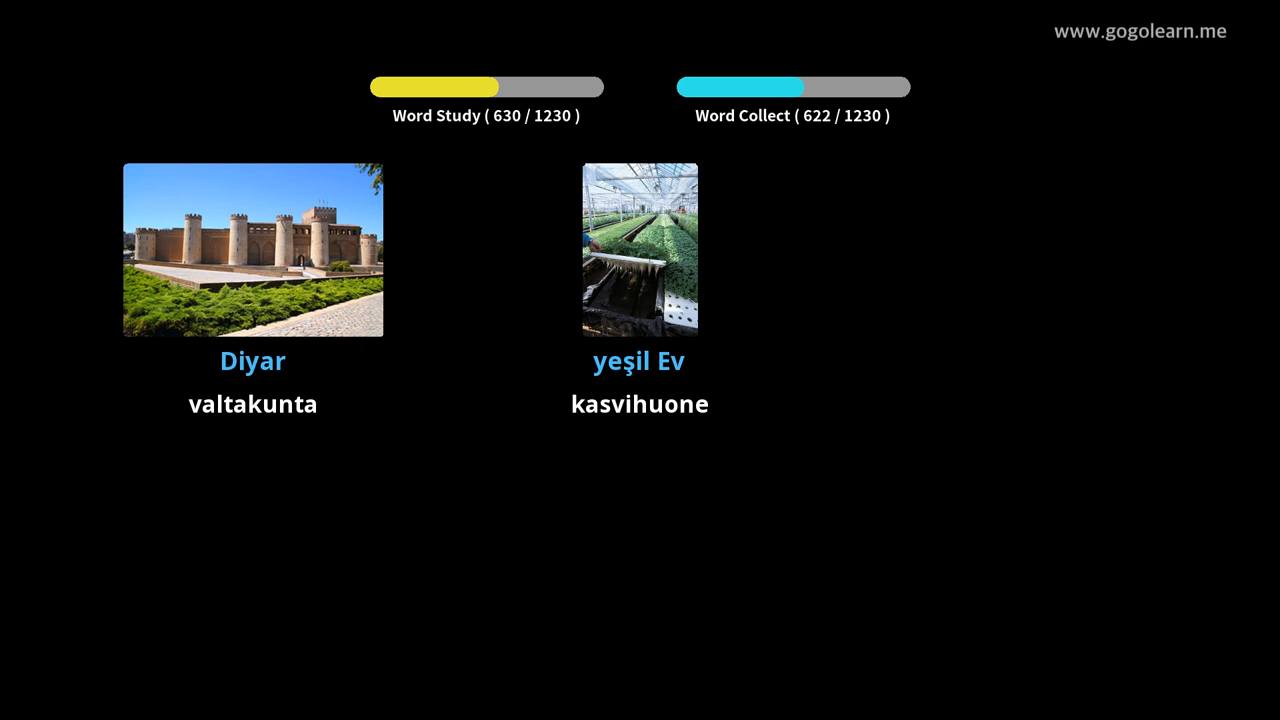 www.gogolearn.me
Word Study ( 630 / 1230 )
Word Collect ( 622 / 1230 )
Diyar
valtakunta
yeşil Ev
kasvihuone